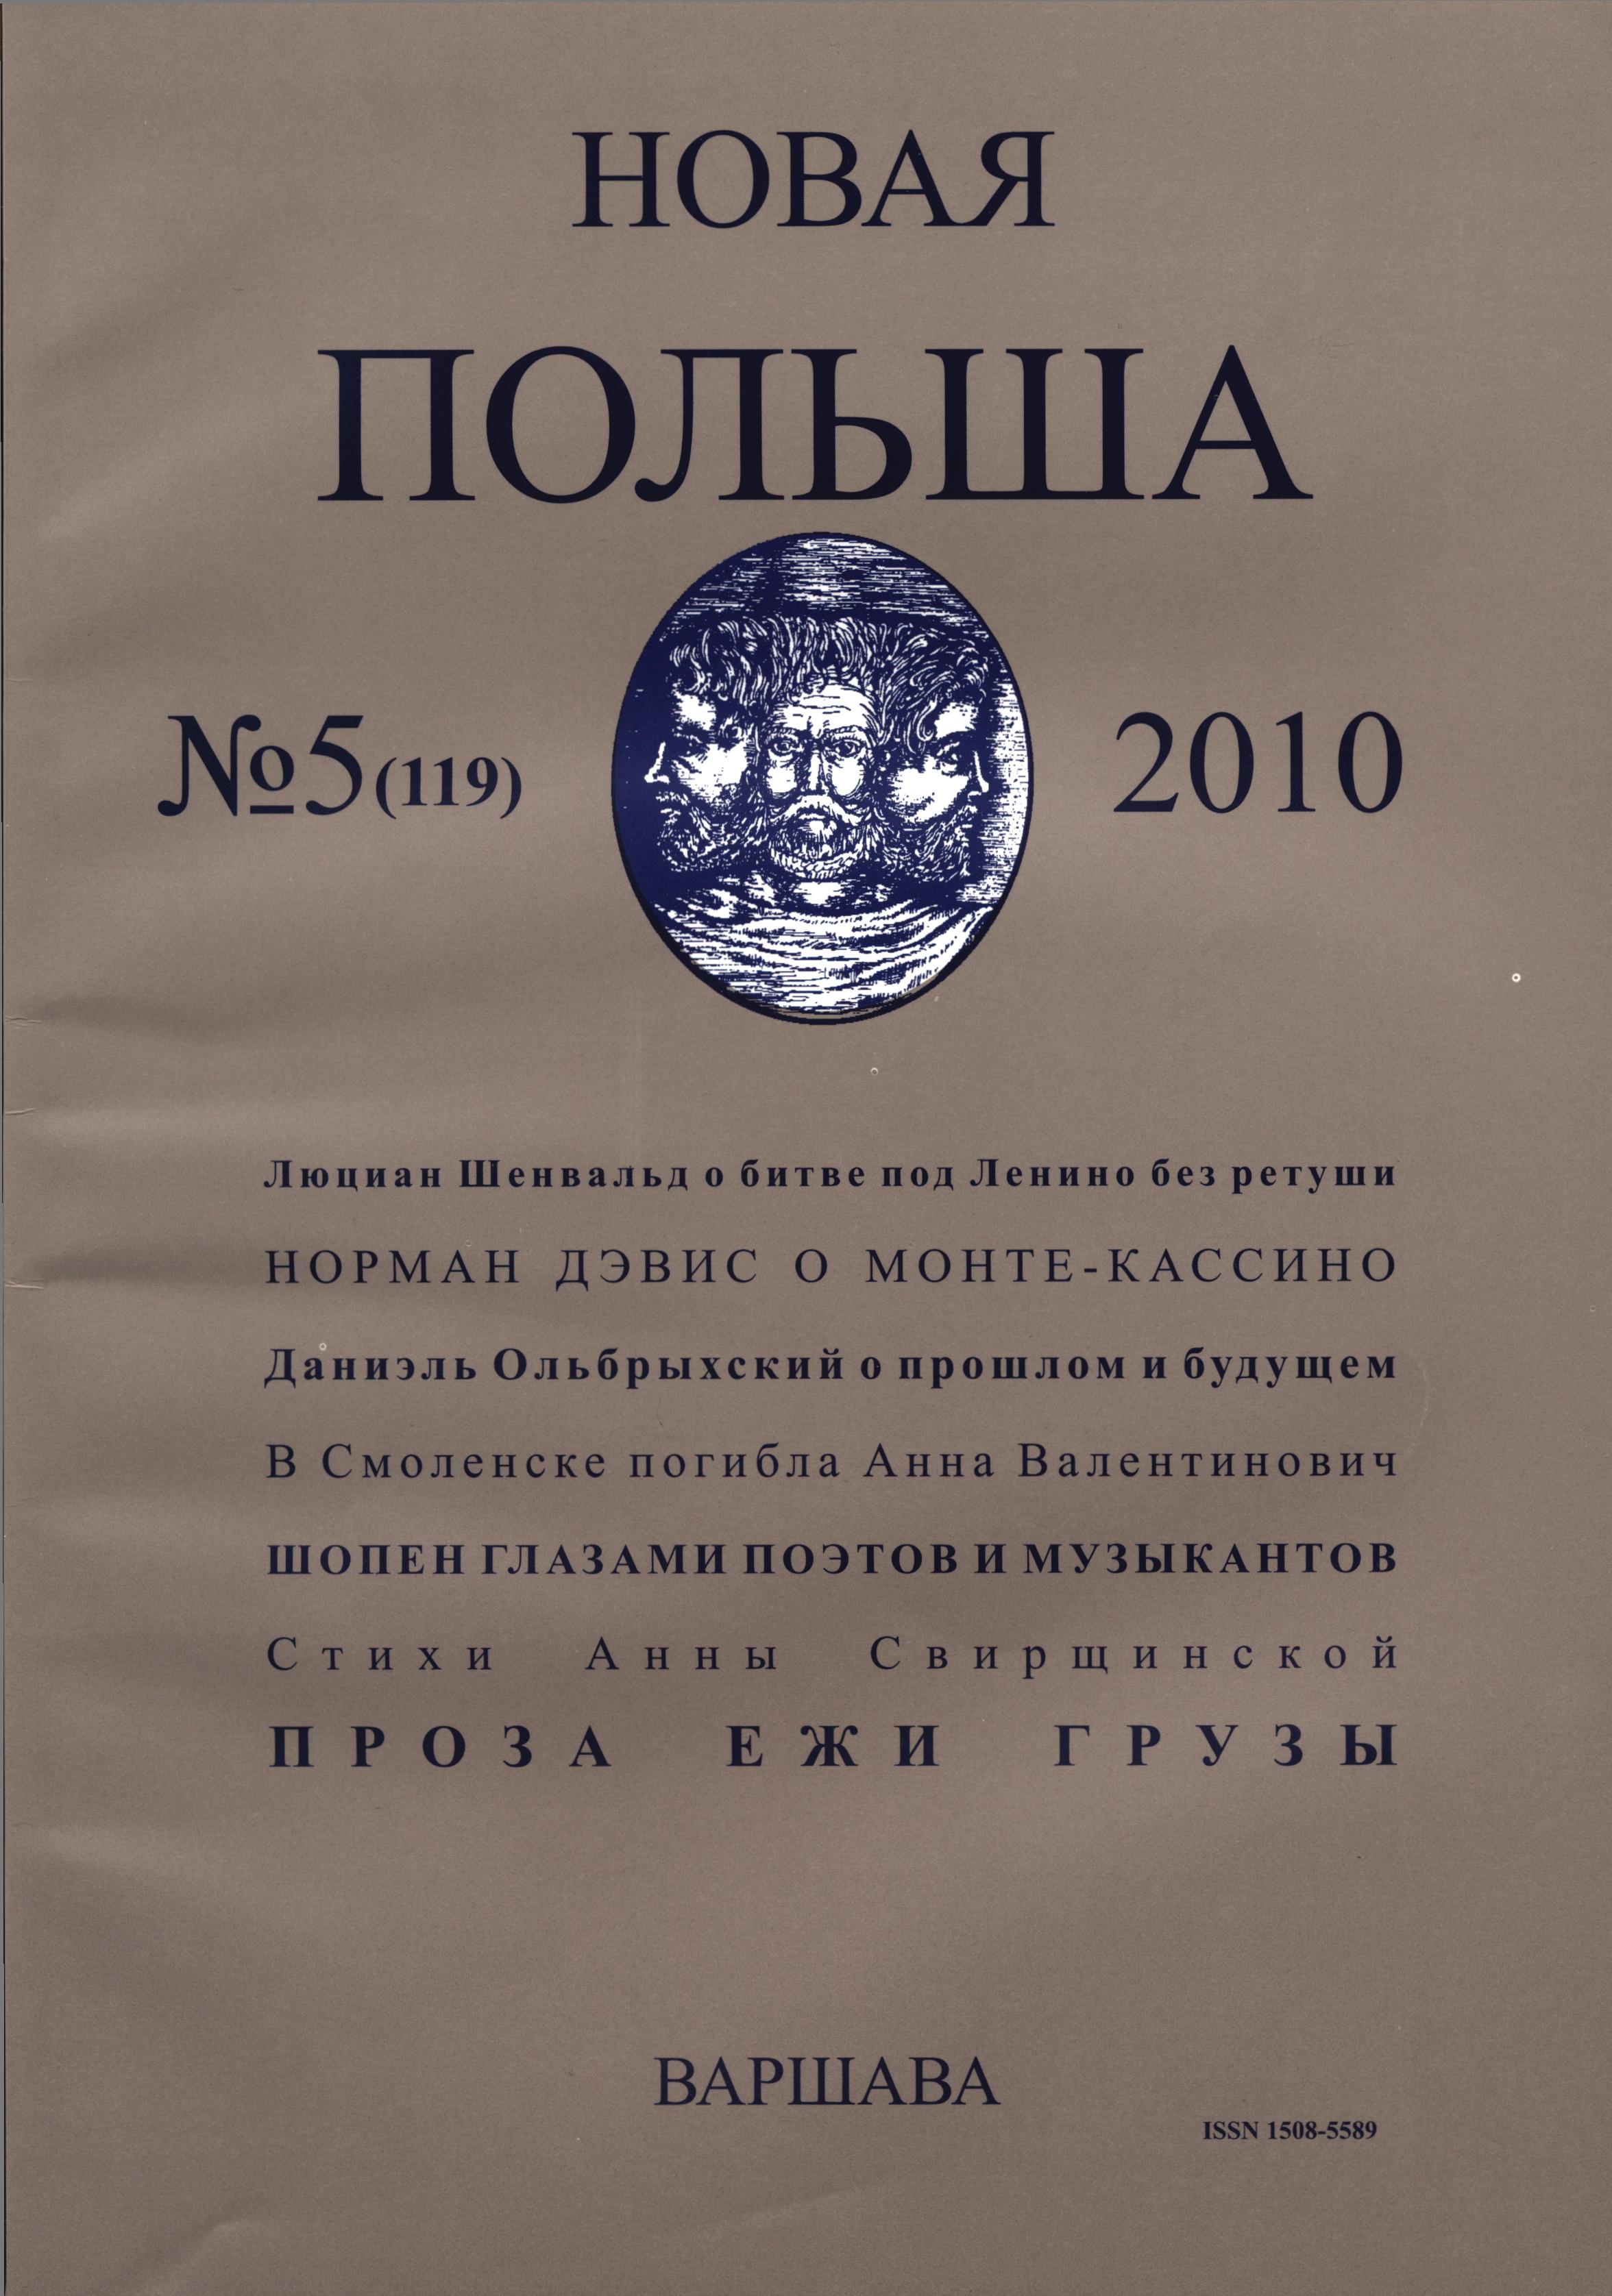 НОВАЯ
ПОЛЬША
№5(119)
2010
Люциан Шенвальд о битве под Ленино без ретуши
НОРМАН ДЭВИС О МОНТЕ-КАССИНО
Даниэль Ольбрыхский о прошлом и будущем
В Смоленске погибла Анна Валентинович
ШОПЕН ГЛАЗАМИ ПОЭТОВ И МУЗЫКАНТОВ
Стихи Анны Свирщинской
ПРОЗА ЕЖИ ГРУЗЫ
ВАРШАВА
ISSN 1508-5589